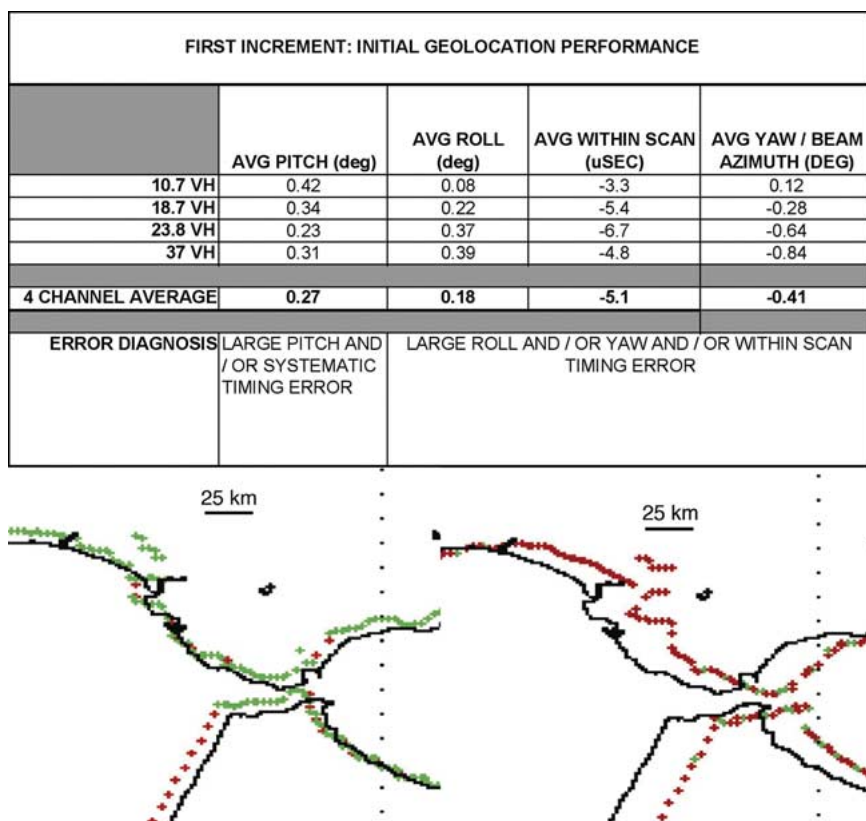 FIRST INCREMENT: INITIAL GEOLOCATION PERFORMANCE
AVG PITCH (deg) AVG ROLL (deg) AVG WITHIN SCAN (uSEC) AVG YAW / BEAM AZIMUTH (DEG)
10.7 VH 0.42 0.08 -3.3 0.12
18.7 VH 0.34 0.22 -5.4 -0.28
23.8 VH 0.23 0.37 -6.7 -0.64
37 VH 0.31 0.39 -4.8 -0.84
4 CHANNEL AVERAGE 0.27 0.18 -5.1 -0.41
ERROR DIAGNOSIS LARGE PITCH AND / OR SYSTEMATIC TIMING ERROR LARGE ROLL AND / OR YAW AND / OR WITHIN SCAN TIMING ERROR
25 km
25 km